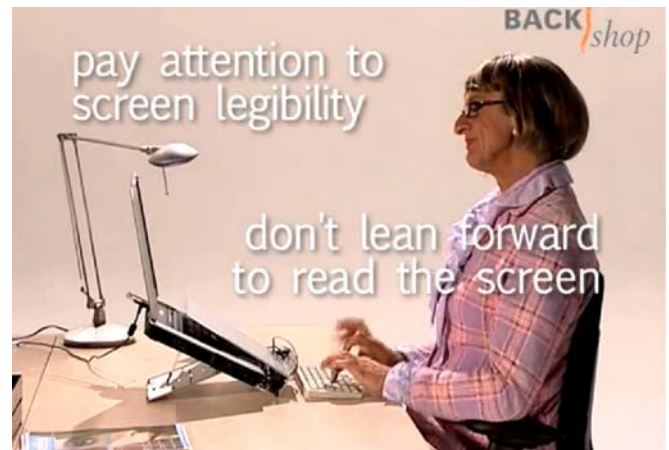 BACK shop
pay attention to
screen legibility
don't lean forward
to read the screen